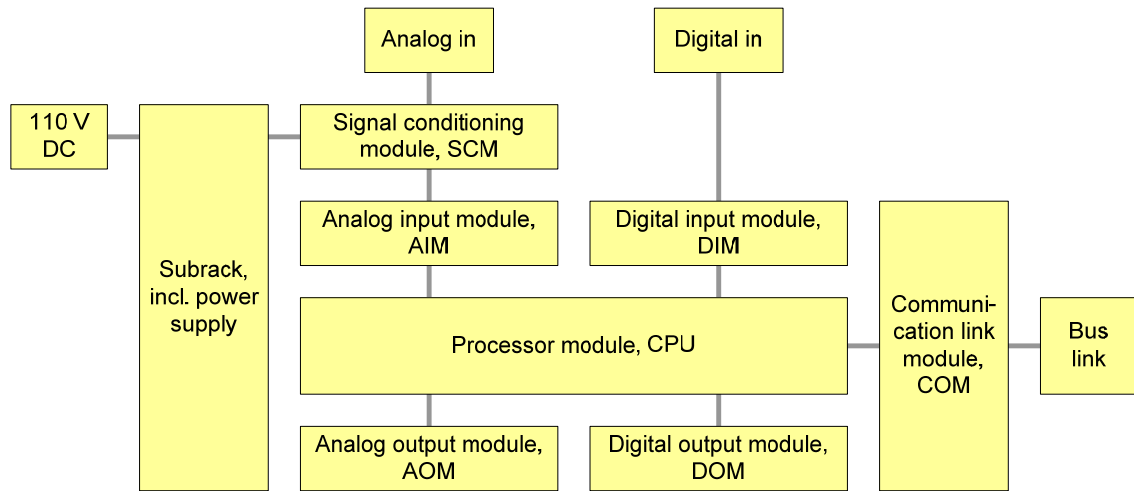 Analog in
Digital in
110 V
DC
Signal conditioning
module, SCM
Analog input module,
AIM
Digital input module,
DIM
Subrack,
incl. power
supply
Processor module, CPU
Communi-
cation link
module,
COM
Bus
link
Analog output module,
AOM
Digital output module,
DOM